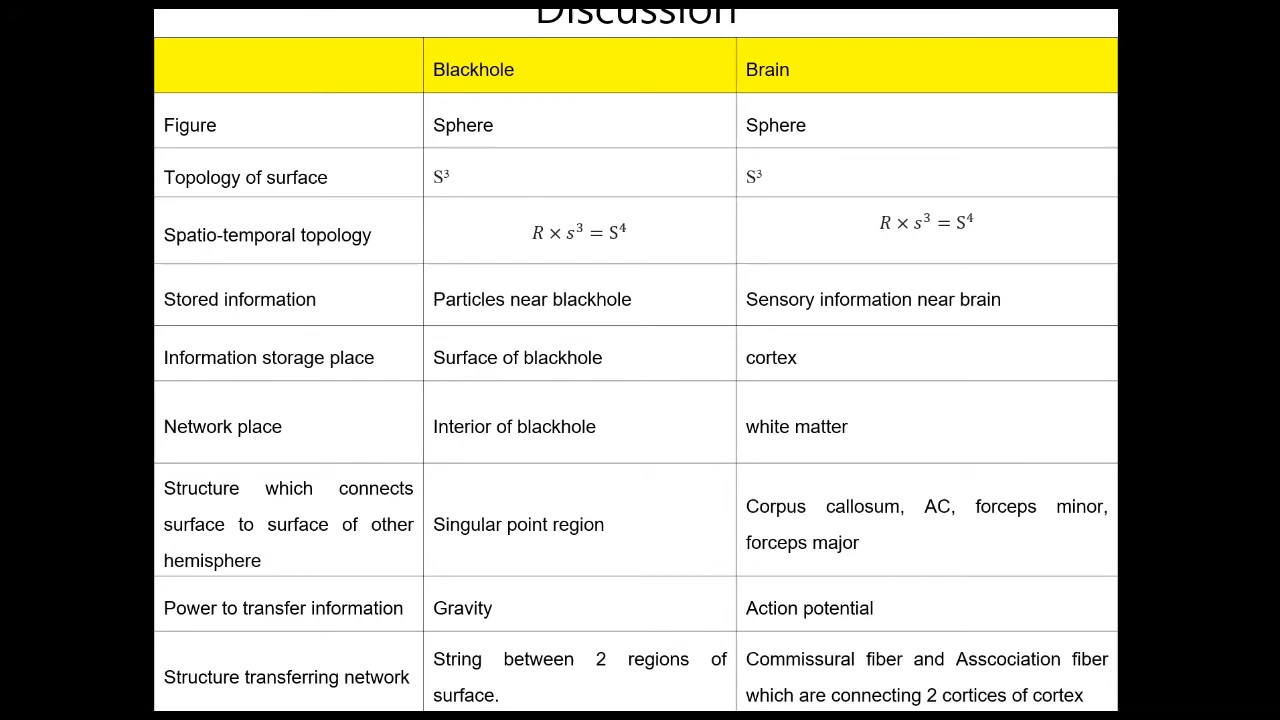 Discussion
Blackhole Brain
Figure Sphere Sphere
Topology of surface S³ S³
Spatio-temporal topology R × s³ = S⁴ R × s³ = S⁴
Stored information Particles near blackhole Sensory information near brain
Information storage place Surface of blackhole cortex
Network place Interior of blackhole white matter
Structure which connects
surface to surface of other
hemisphere
Singular point region
Corpus callosum, AC, forceps minor,
forceps major
Power to transfer information Gravity Action potential
Structure transferring network
String between 2 regions of
surface.
Commissural fiber and Asscociation fiber
which are connecting 2 cortices of cortex